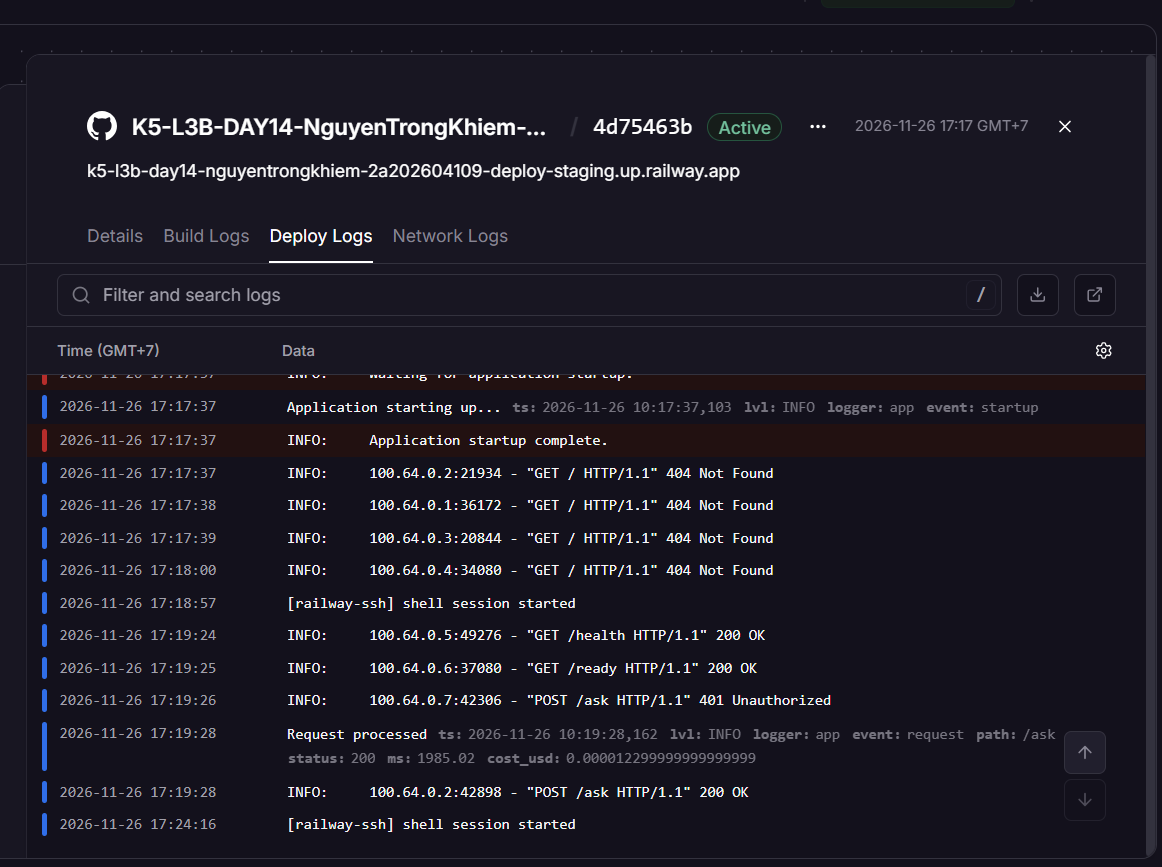 K5-L3B-DAY14-NguyenTrongKhiem-... / 4d75463b Active ... 2026-11-26 17:17 GMT+7
k5-l3b-day14-nguyentrongkhiem-2a202604109-deploy-staging.up.railway.app
Details Build Logs Deploy Logs Network Logs
Filter and search logs /
Time (GMT+7) Data
2026-11-26 17:17:37 INFO: Waiting for application startup.
2026-11-26 17:17:37 Application starting up... ts: 2026-11-26 10:17:37,103 lvl: INFO logger: app event: startup
2026-11-26 17:17:37 INFO: Application startup complete.
2026-11-26 17:17:37 INFO: 100.64.0.2:21934 - "GET / HTTP/1.1" 404 Not Found
2026-11-26 17:17:38 INFO: 100.64.0.1:36172 - "GET / HTTP/1.1" 404 Not Found
2026-11-26 17:17:39 INFO: 100.64.0.3:20844 - "GET / HTTP/1.1" 404 Not Found
2026-11-26 17:18:00 INFO: 100.64.0.4:34080 - "GET / HTTP/1.1" 404 Not Found
2026-11-26 17:18:57 [railway-ssh] shell session started
2026-11-26 17:19:24 INFO: 100.64.0.5:49276 - "GET /health HTTP/1.1" 200 OK
2026-11-26 17:19:25 INFO: 100.64.0.6:37080 - "GET /ready HTTP/1.1" 200 OK
2026-11-26 17:19:26 INFO: 100.64.0.7:42306 - "POST /ask HTTP/1.1" 401 Unauthorized
2026-11-26 17:19:28 Request processed ts: 2026-11-26 10:19:28,162 lvl: INFO logger: app event: request path: /ask
status: 200 ms: 1985.02 cost_usd: 0.000012299999999999999
2026-11-26 17:19:28 INFO: 100.64.0.2:42898 - "POST /ask HTTP/1.1" 200 OK
2026-11-26 17:24:16 [railway-ssh] shell session started